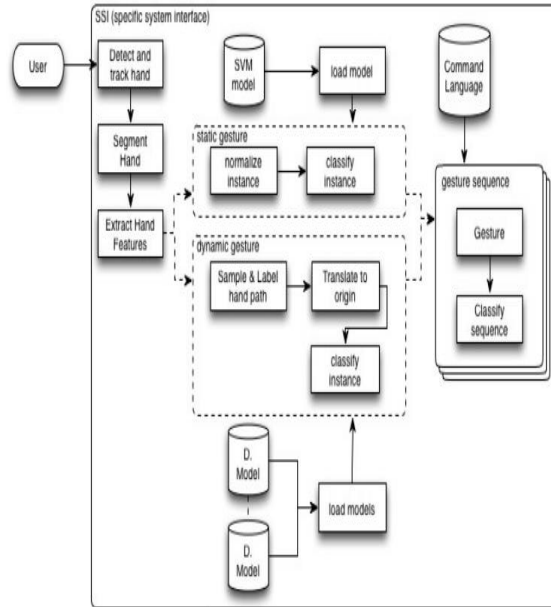 SSI (specific system interface)
User
Detect and
track hand
Segment
Hand
Extract Hand
Features
SVM
model
load model
Command
Language
static gesture
normalize
instance
classify
instance
dynamic gesture
Sample & Label
hand path
Translate to
origin
classify
instance
gesture sequence
Gesture
Classify
sequence
D.
Model
D.
Model
load models